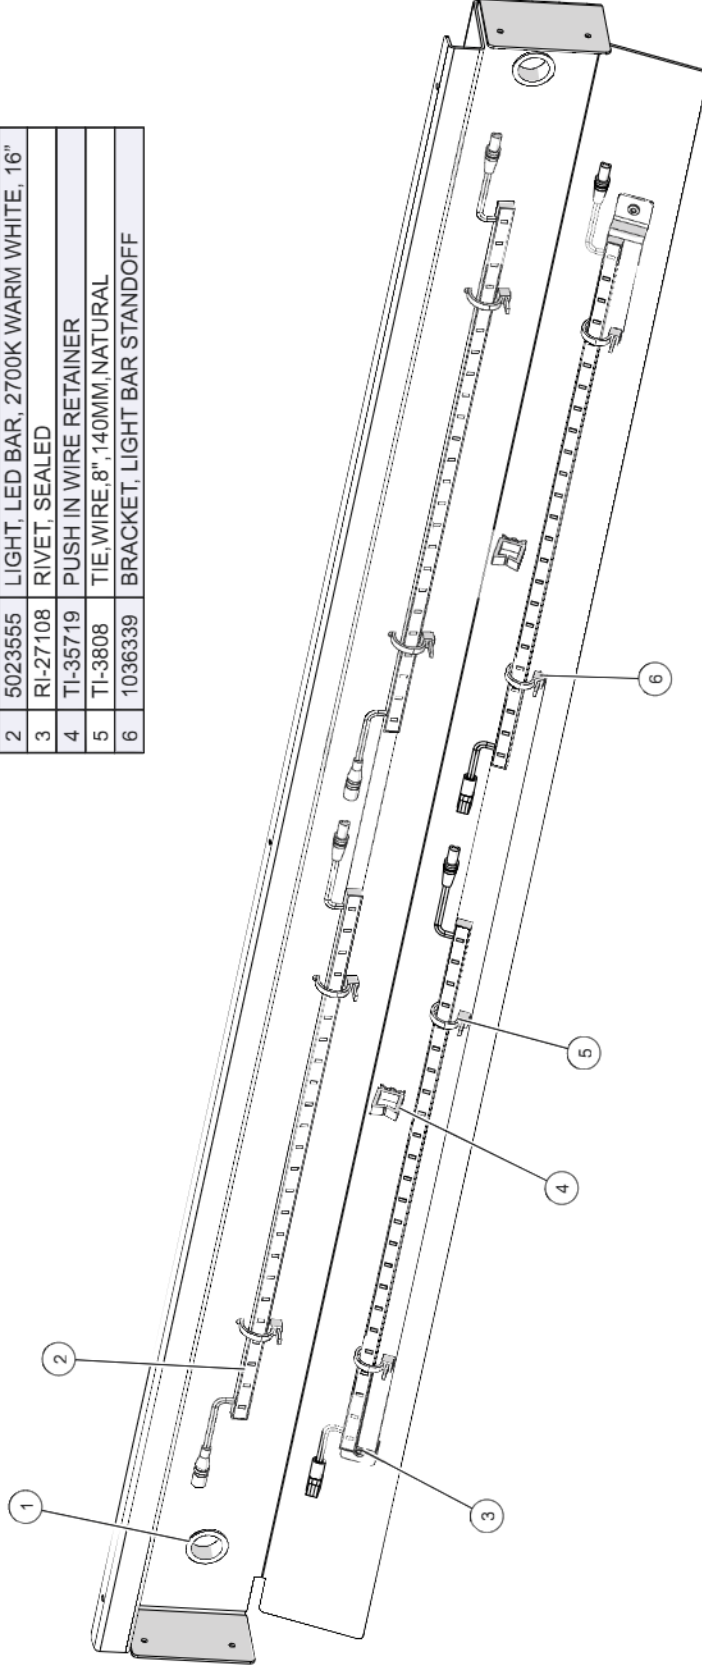 2 5023555 LIGHT, LED BAR, 2700K WARM WHITE, 16"
3 RI-27108 RIVET, SEALED
4 TI-35719 PUSH IN WIRE RETAINER
5 TI-3808 TIE,WIRE,8",140MM,NATURAL
6 1036339 BRACKET, LIGHT BAR STANDOFF
1
2
3
4
5
6